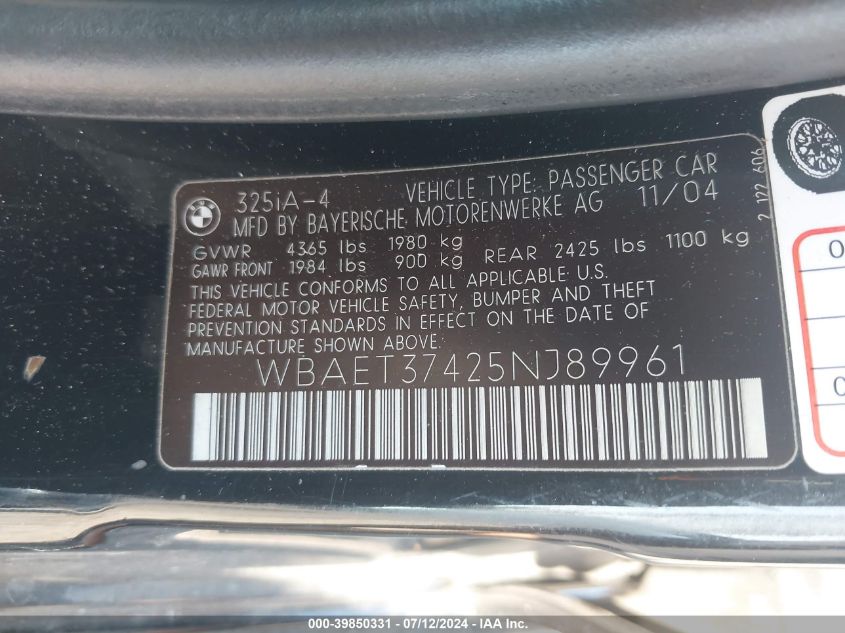 325iA-4 VEHICLE TYPE: PASSENGER CAR
MFD BY BAYERISCHE MOTORENWERKE AG 11/04
GVWR 4365 lbs 1980 kg
GAWR FRONT 1984 lbs 900 kg REAR 2425 lbs 1100 kg
THIS VEHICLE CONFORMS TO ALL APPLICABLE U.S.
FEDERAL MOTOR VEHICLE SAFETY, BUMPER AND THEFT
PREVENTION STANDARDS IN EFFECT ON THE DATE OF
MANUFACTURE SHOWN ABOVE.
WBAET37425NJ89961
2 122 606
000-39850331 - 07/12/2024 - IAA Inc.